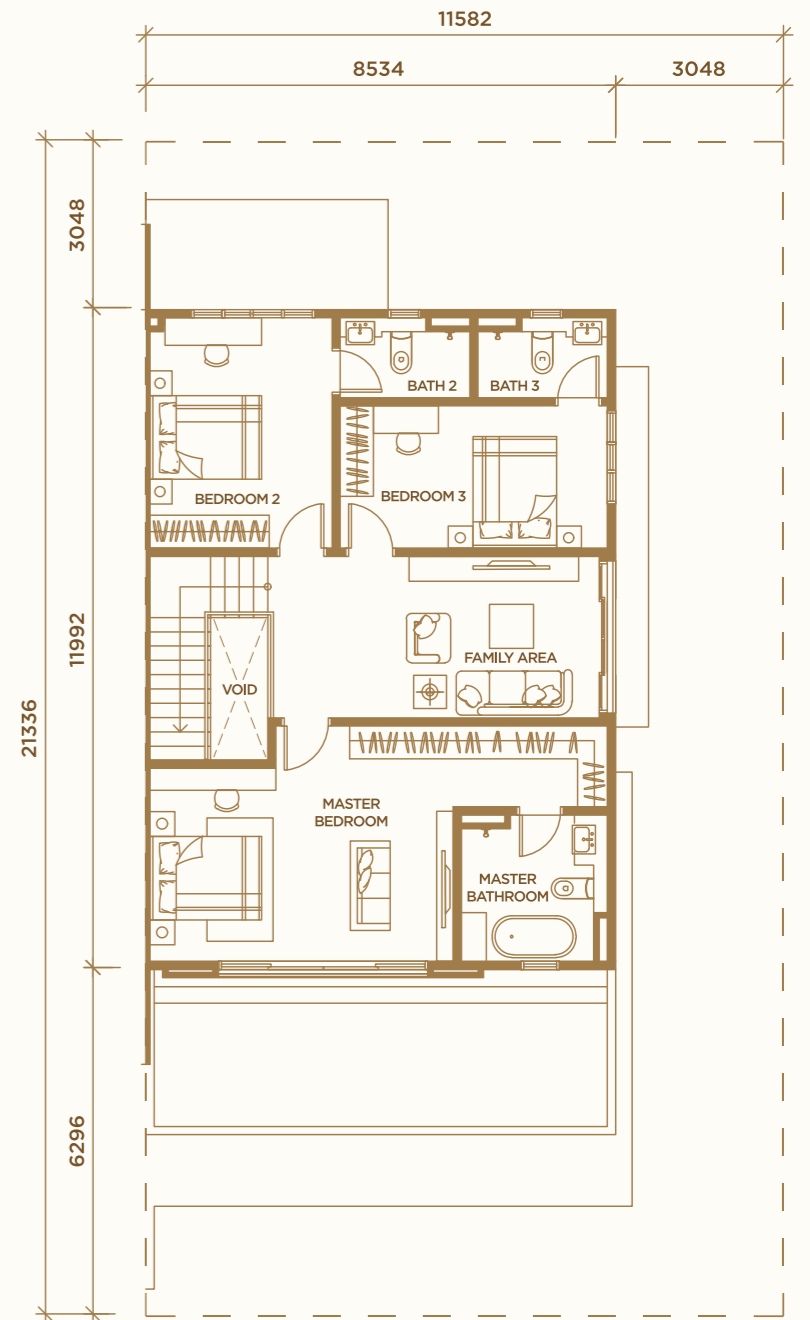 11582
8534
3048
3048
BATH 2
BATH 3
BEDROOM 2
BEDROOM 3
11992
FAMILY AREA
VOID
21336
MASTER
BEDROOM
MASTER
BATHROOM
6296